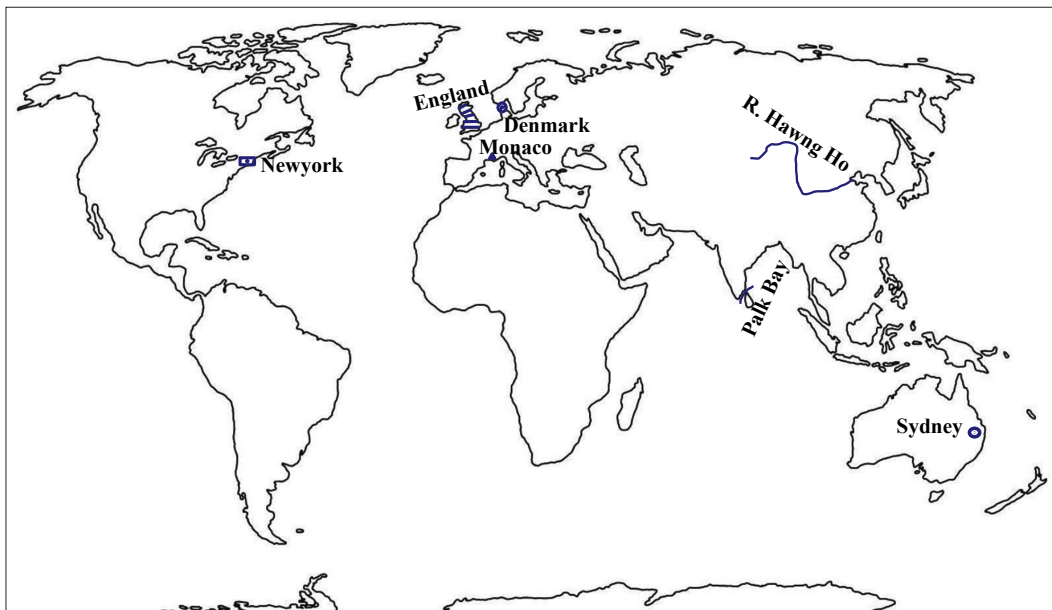 England
Denmark
Monaco
Newyork
R. Hawng Ho
Palk Bay
Sydney